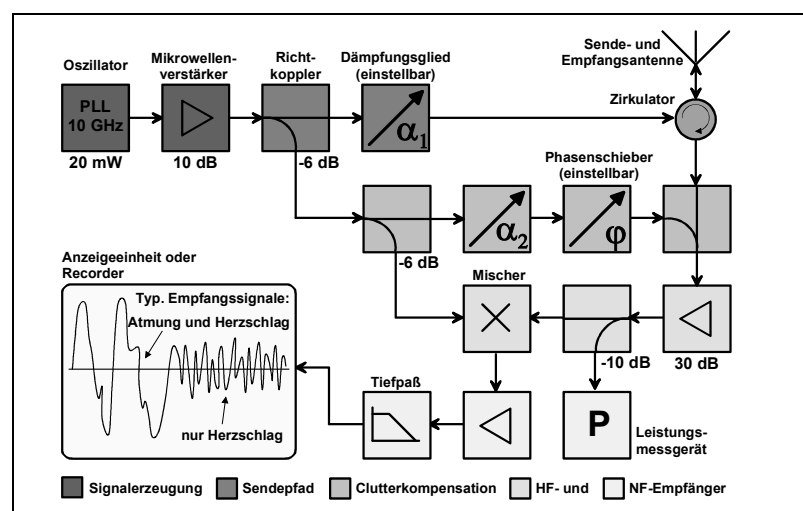 Oszillator
Mikrowellen-
verstärker
Richt-
koppler
Dämpfungsglied
(einstellbar)
Sende- und
Empfangsantenne
Zirkulator
PLL
10 GHz
α1
20 mW
10 dB
-6 dB
Phasenschieber
(einstellbar)
α2
φ
-6 dB
Anzeigeeinheit oder
Recorder
Mischer
Typ. Empfangssignale:
Atmung und Herzschlag
-10 dB
30 dB
Tiefpaß
nur Herzschlag
P
Leistungs-
messgerät
Signalerzeugung
Sendepfad
Clutterkompensation
HF- und
NF-Empfänger